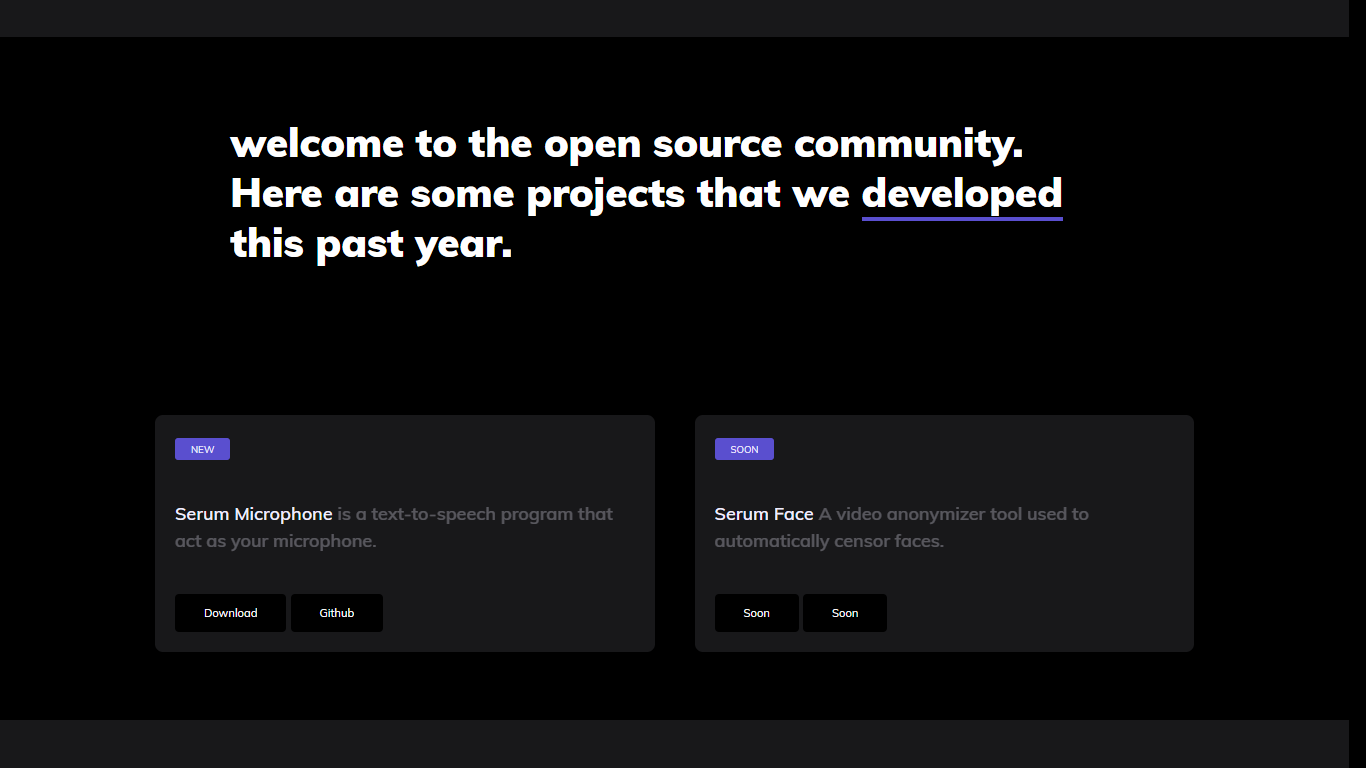 welcome to the open source community.
Here are some projects that we developed
this past year.
NEW
Serum Microphone is a text-to-speech program that
act as your microphone.
Download
Github
SOON
Serum Face A video anonymizer tool used to
automatically censor faces.
Soon
Soon